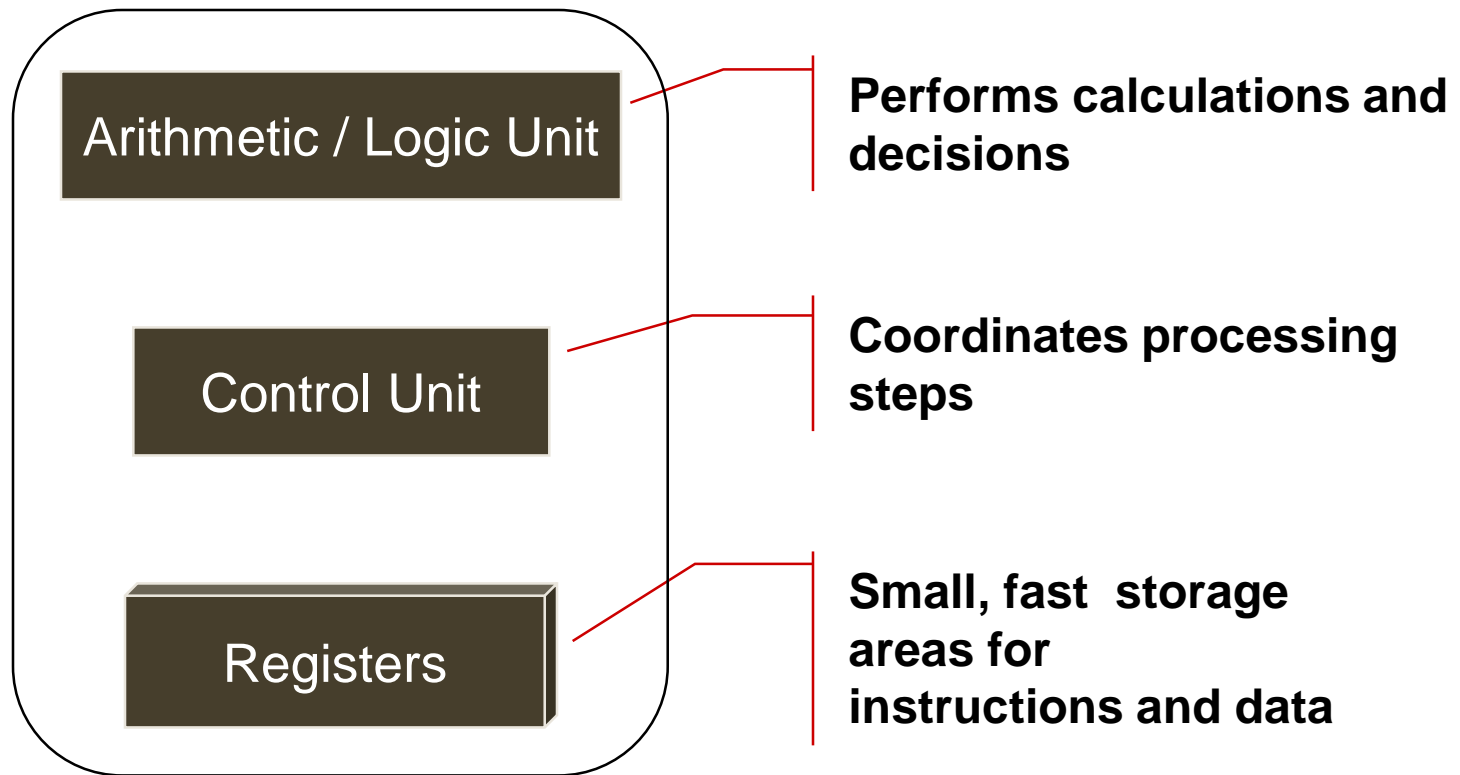 Arithmetic / Logic Unit
Performs calculations and
decisions
Control Unit
Coordinates processing
steps
Registers
Small, fast  storage
areas for
instructions and data